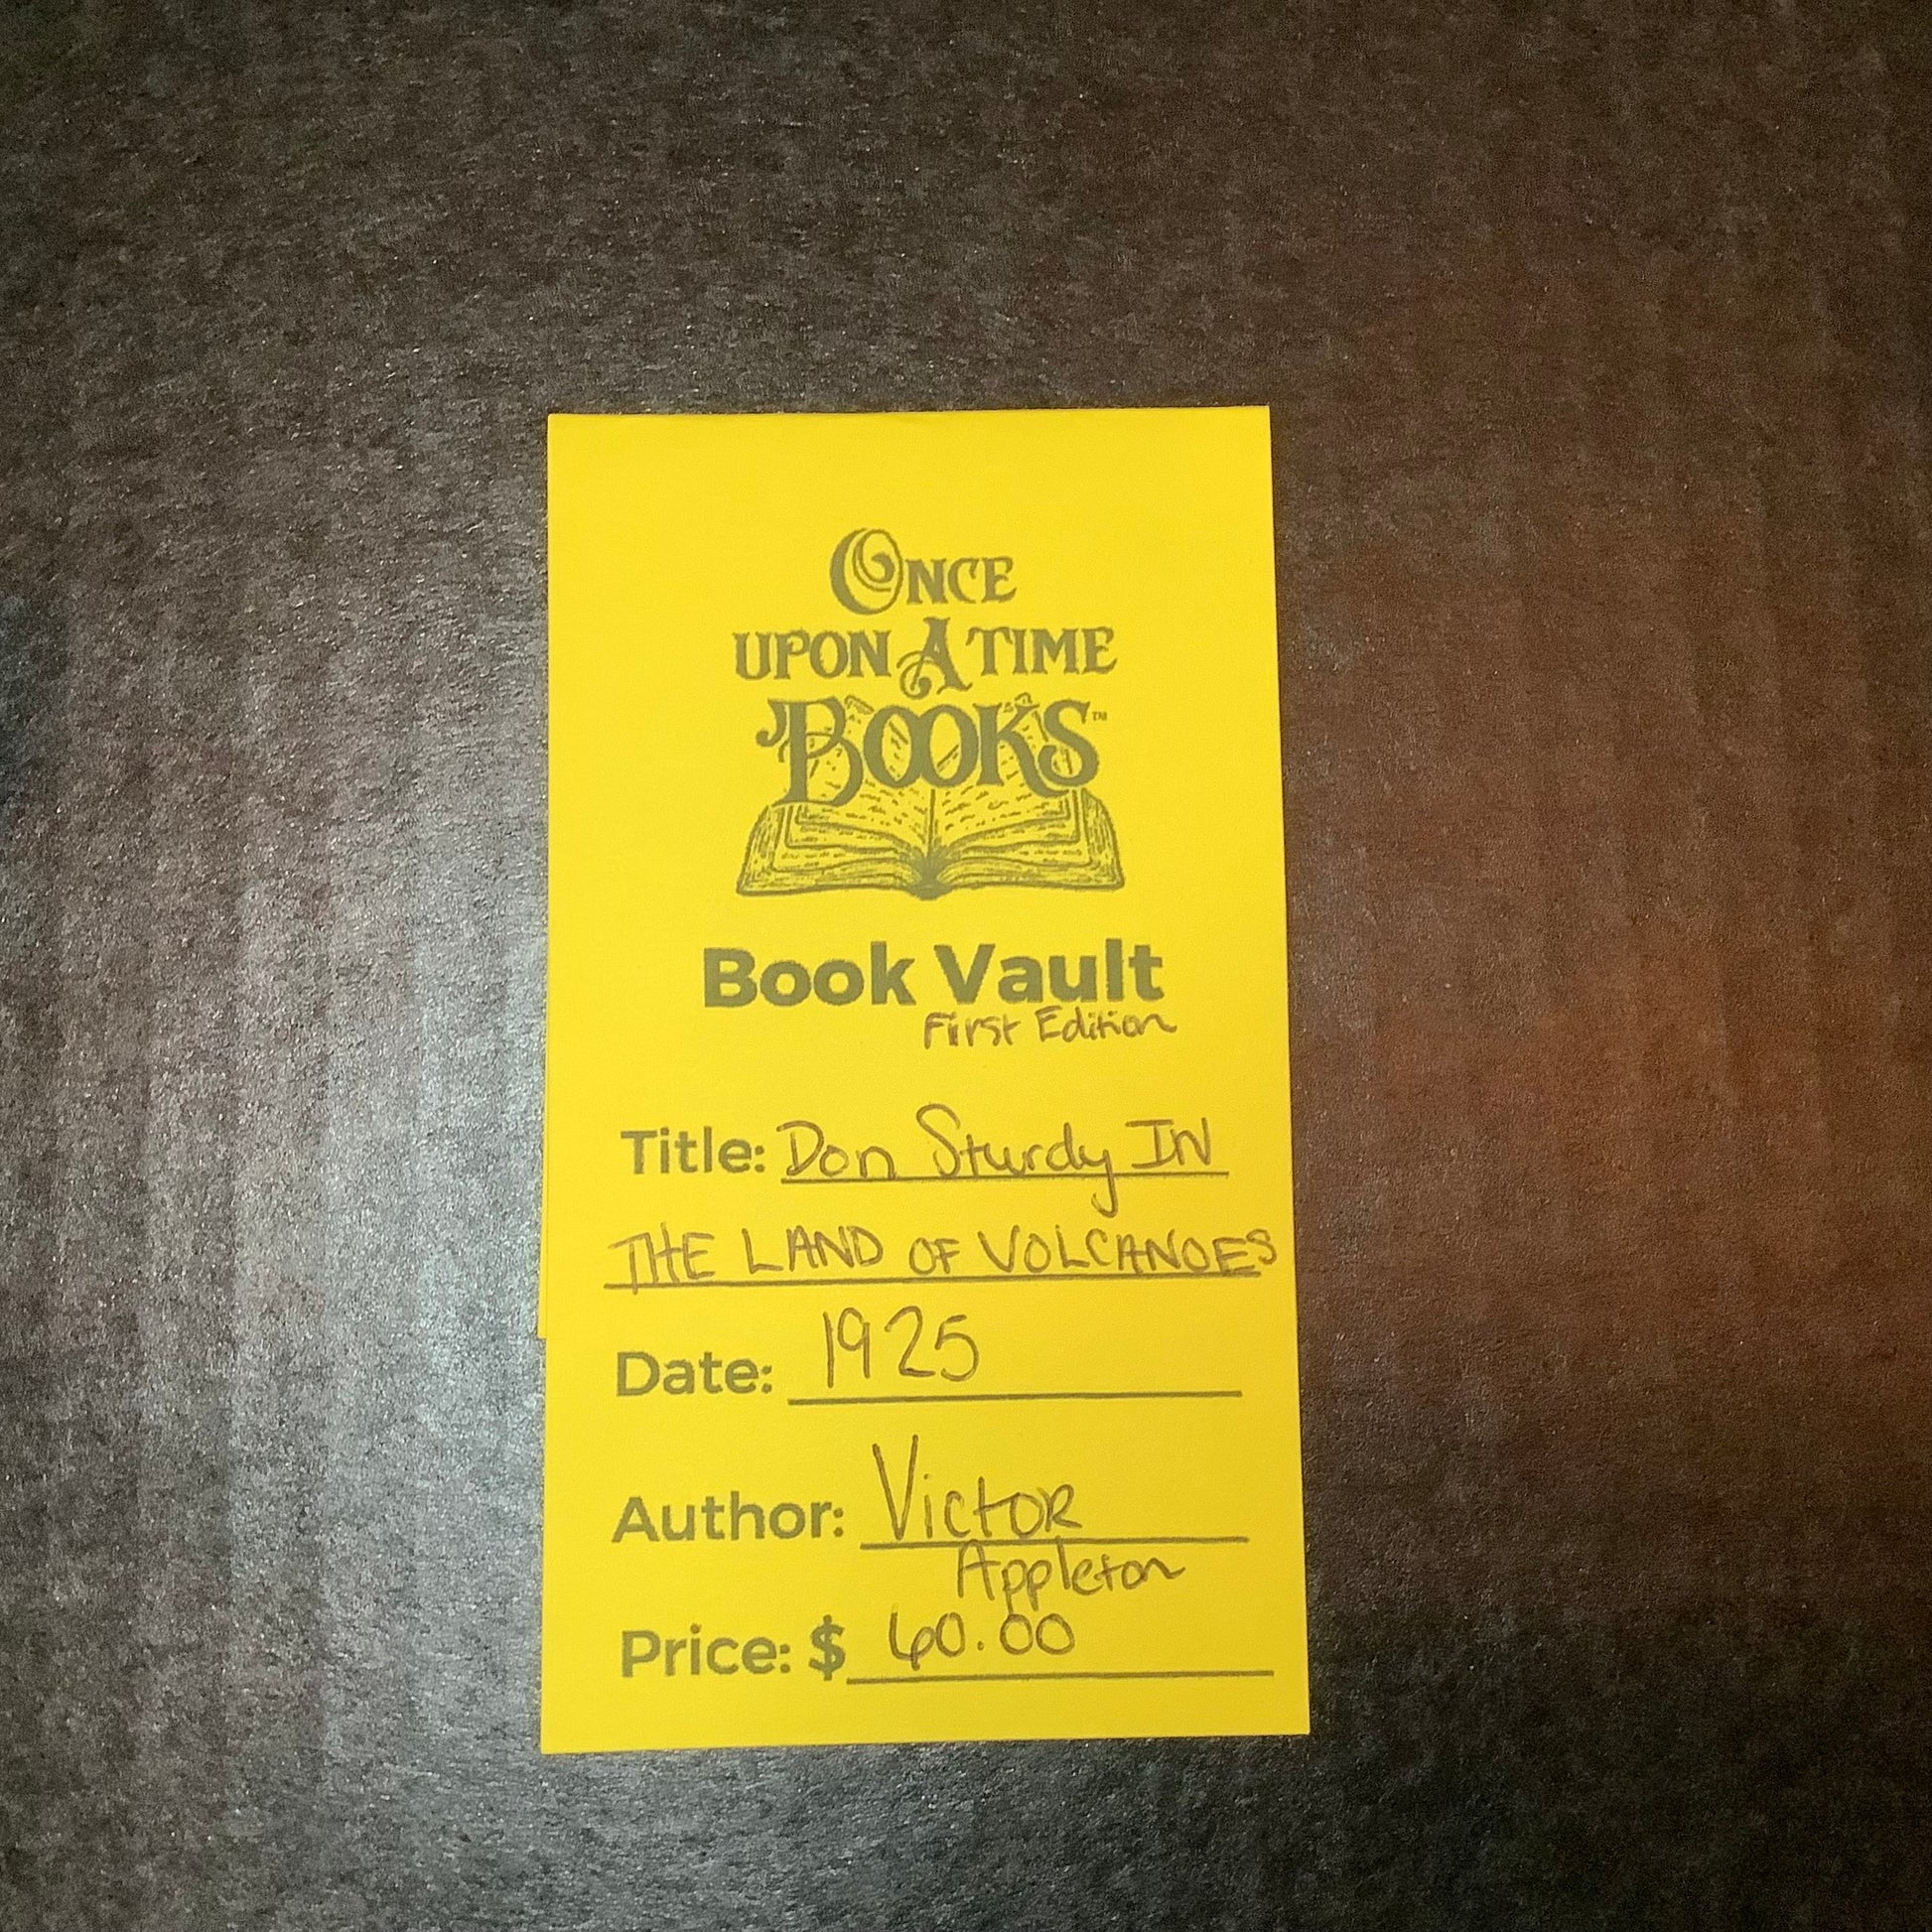 ONCE
UPON A TIME
BOOKS™
Book Vault
First Edition
Title: Don Sturdy IN
THE LAND OF VOLCANOES
Date: 1925
Author: VICTOR
Appleton
Price: $ 60.00